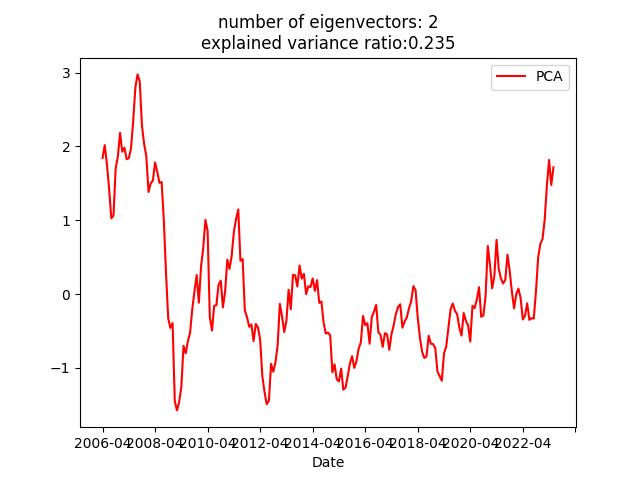 number of eigenvectors: 2
explained variance ratio:0.235
PCA
3
2
1
0
−1
2006-04 2008-04 2010-04 2012-04 2014-04 2016-04 2018-04 2020-04 2022-04
Date